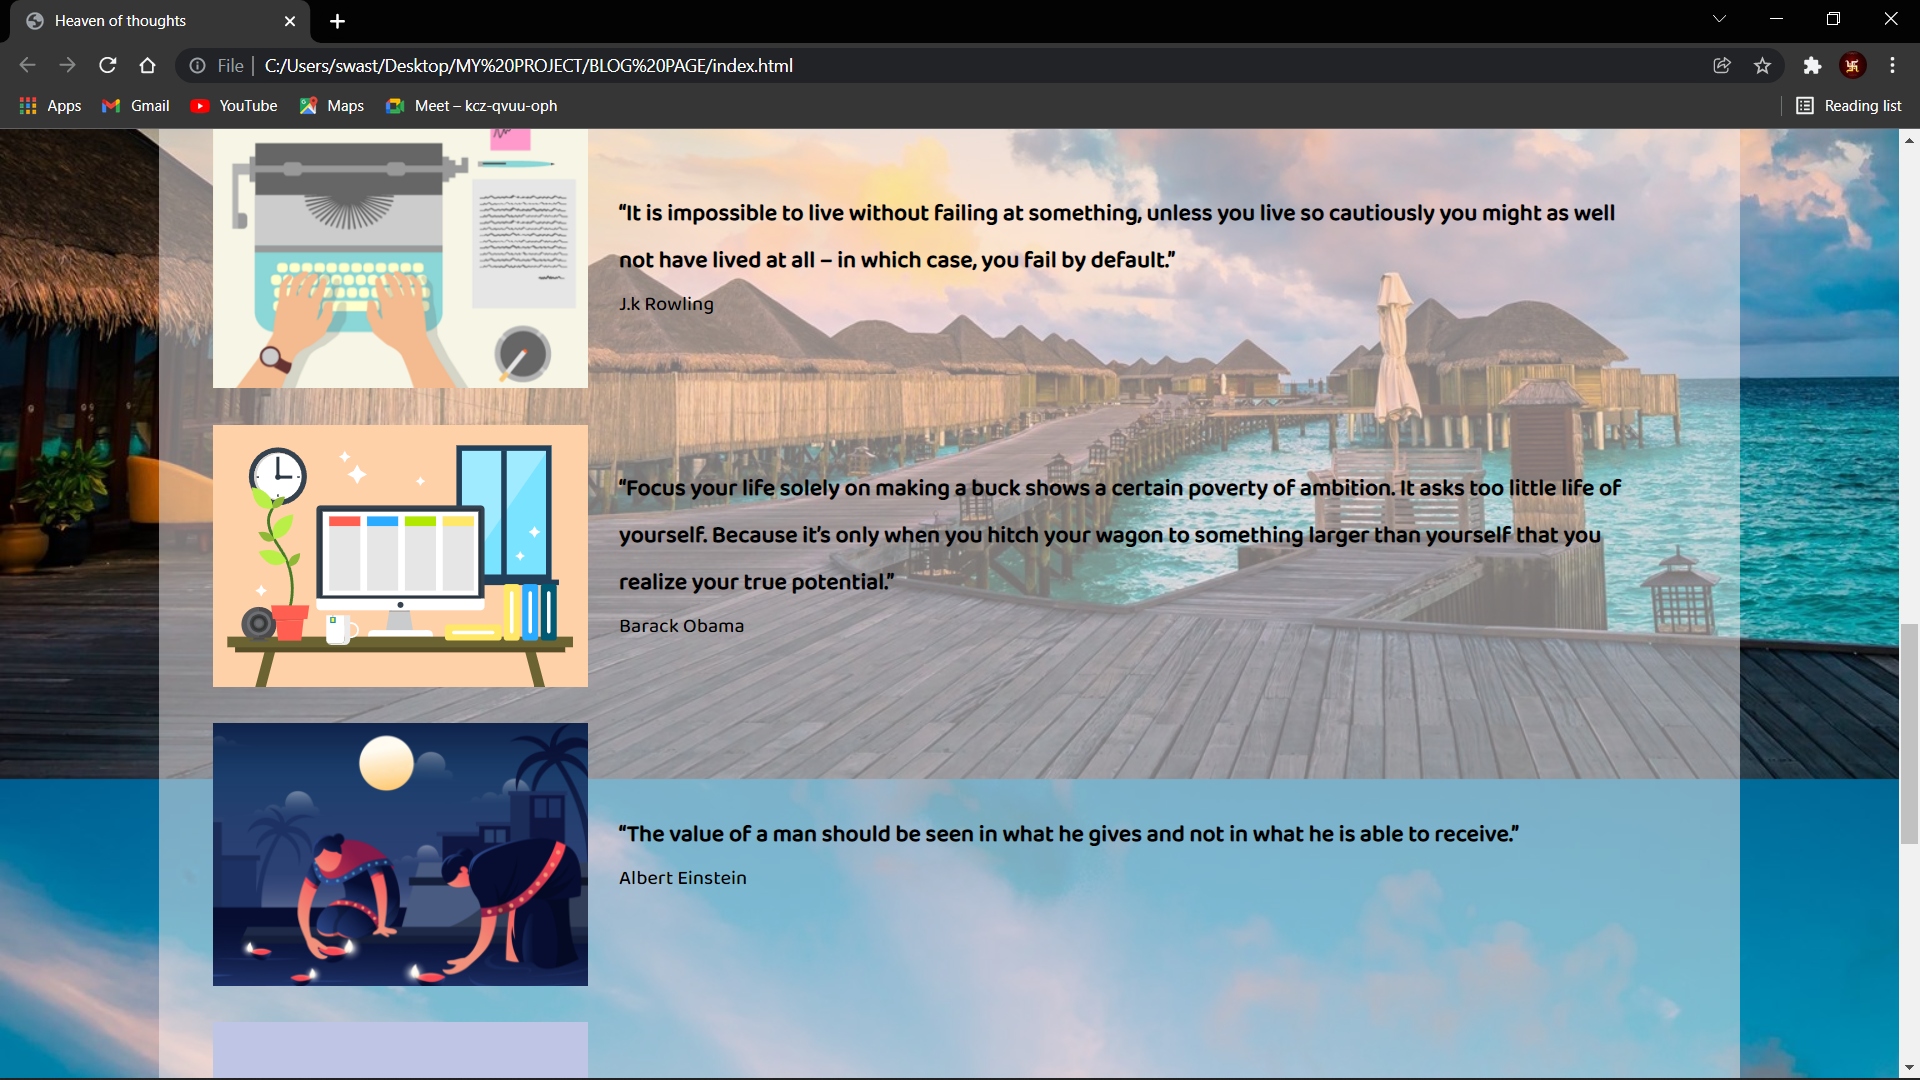 Heaven of thoughts
File
C:/Users/swast/Desktop/MY%20PROJECT/BLOG%20PAGE/index.html
Apps
Gmail
YouTube
Maps
Meet – kcz-qvuu-oph
Reading list
“It is impossible to live without failing at something, unless you live so cautiously you might as well
not have lived at all – in which case, you fail by default.”
J.k Rowling
“Focus your life solely on making a buck shows a certain poverty of ambition. It asks too little life of
yourself. Because it’s only when you hitch your wagon to something larger than yourself that you
realize your true potential.”
Barack Obama
“The value of a man should be seen in what he gives and not in what he is able to receive.”
Albert Einstein